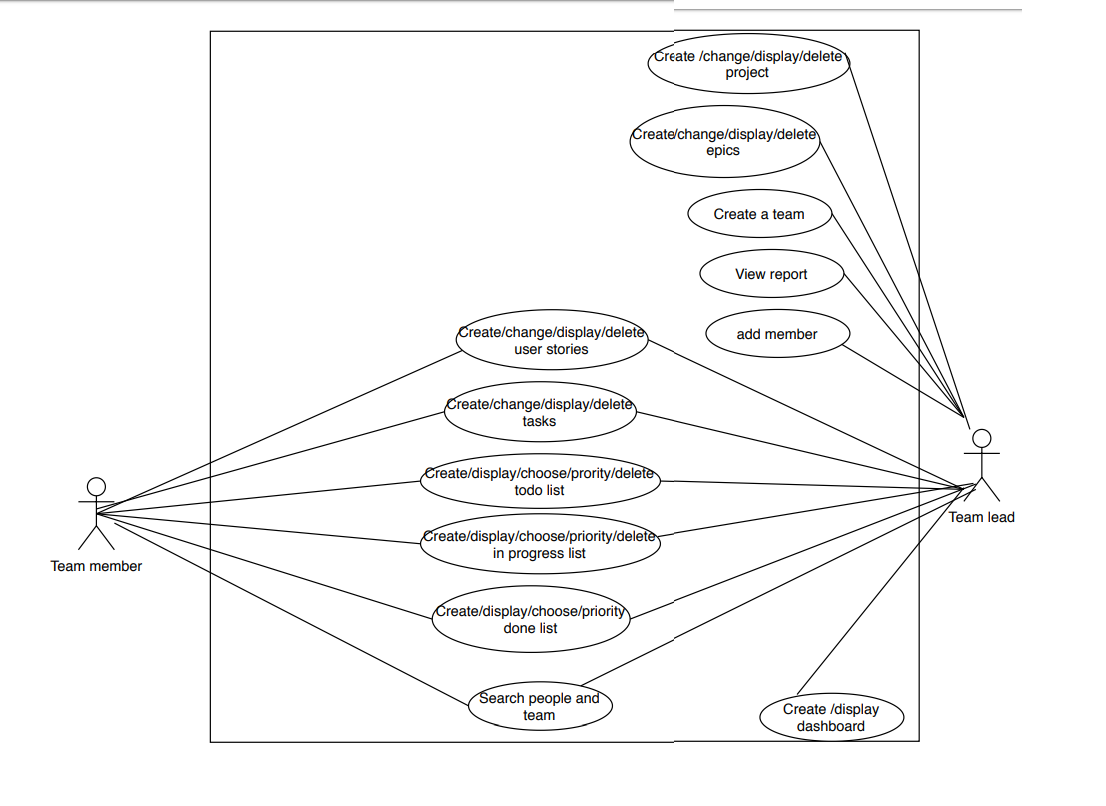 Create /change/display/delete
project
Create/change/display/delete
epics
Create a team
View report
add member
Create/change/display/delete
user stories
Create/change/display/delete
tasks
Create/display/choose/prority/delete
todo list
Create/display/choose/priority/delete
in progress list
Create/display/choose/priority
done list
Search people and
team
Create /display
dashboard
Team member
Team lead